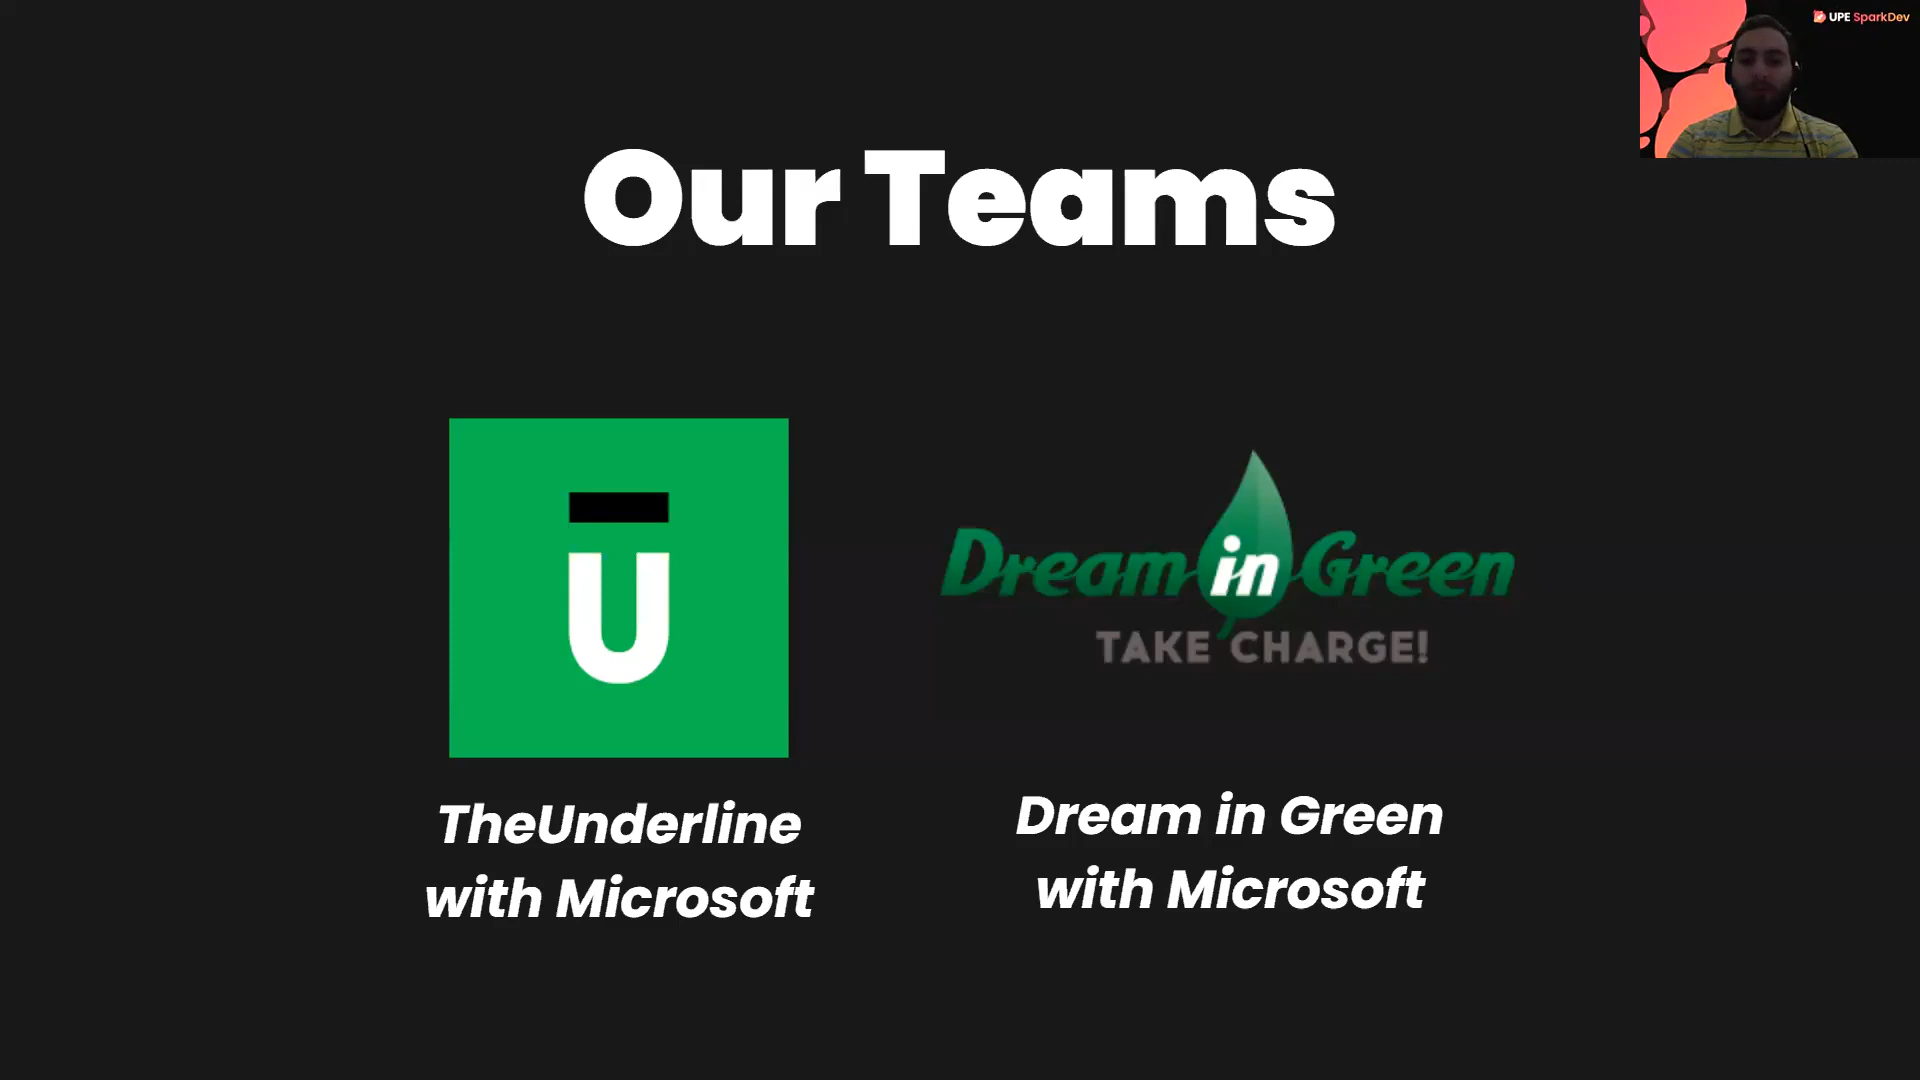 UPE SparkDev
Our Teams
U
Dream in Green
TAKE CHARGE!
TheUnderline
with Microsoft
Dream in Green
with Microsoft